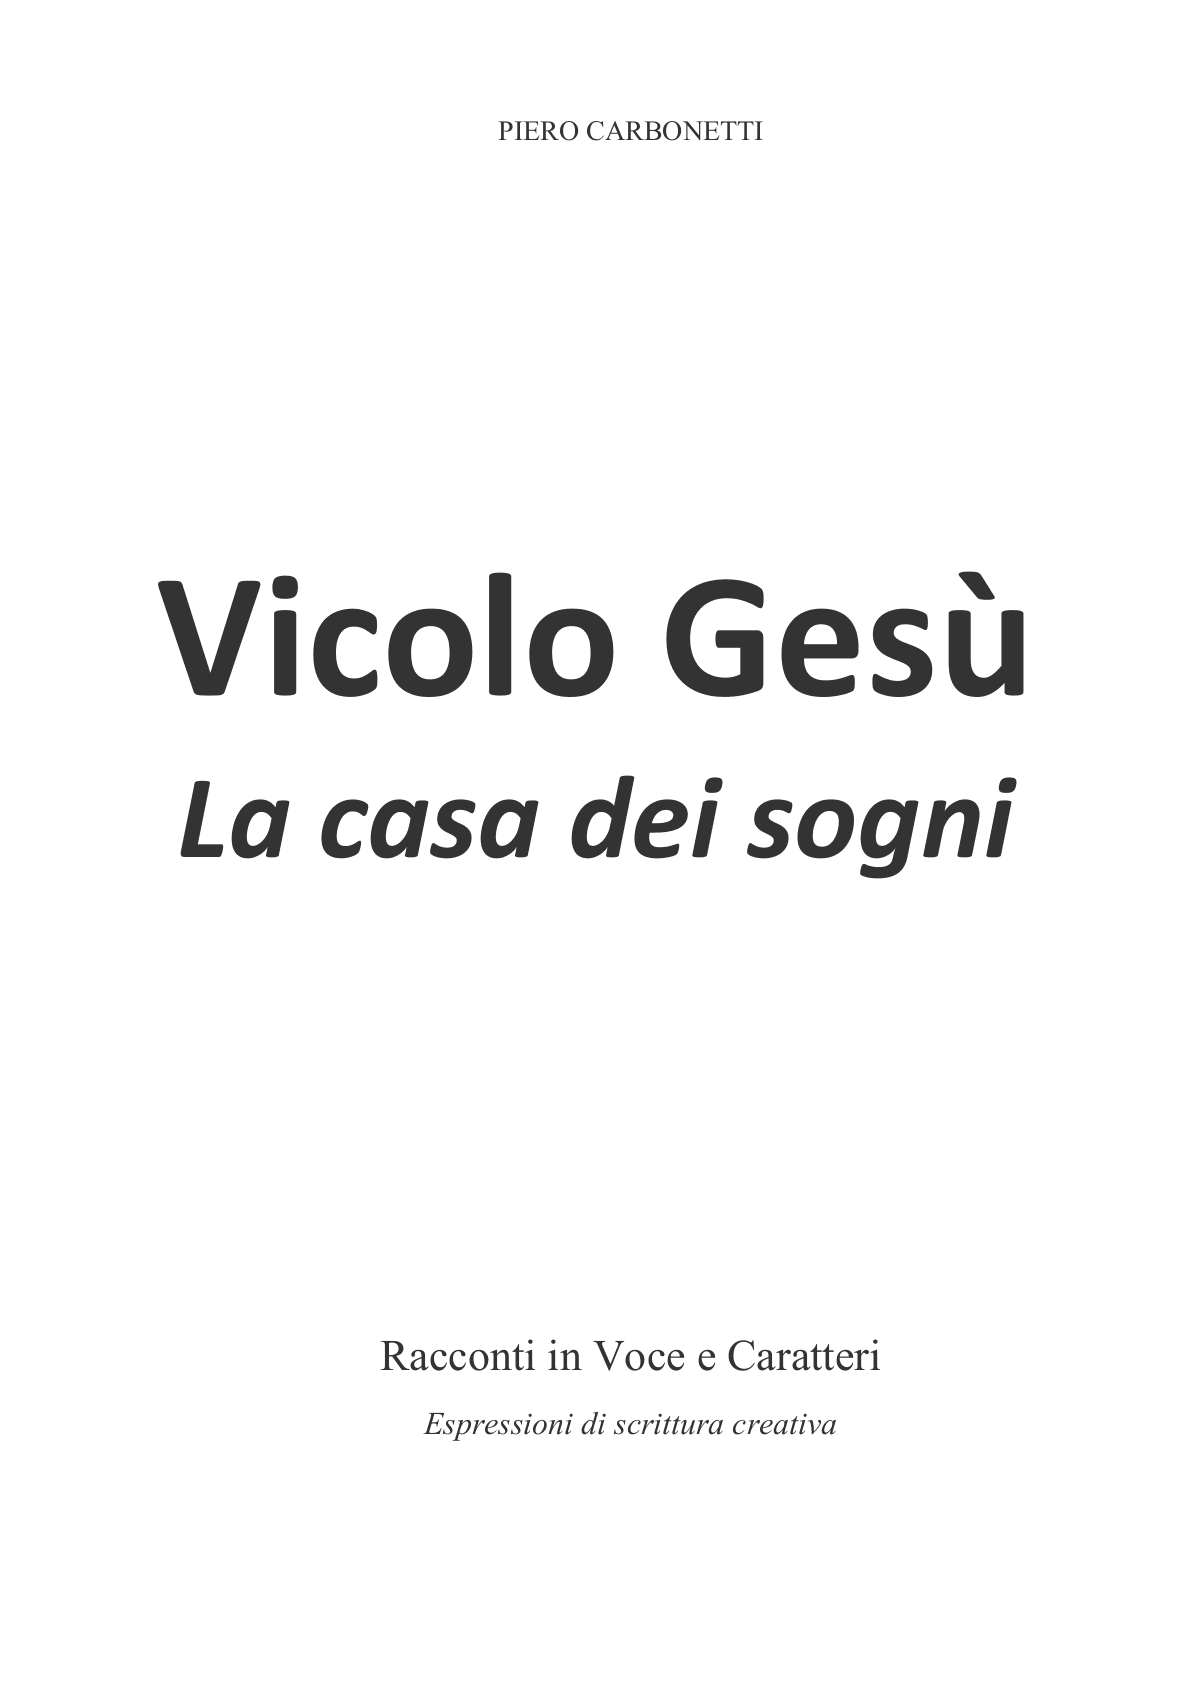 PIERO CARBONETTI
Vicolo Gesù
La casa dei sogni
Racconti in Voce e Caratteri
Espressioni di scrittura creativa